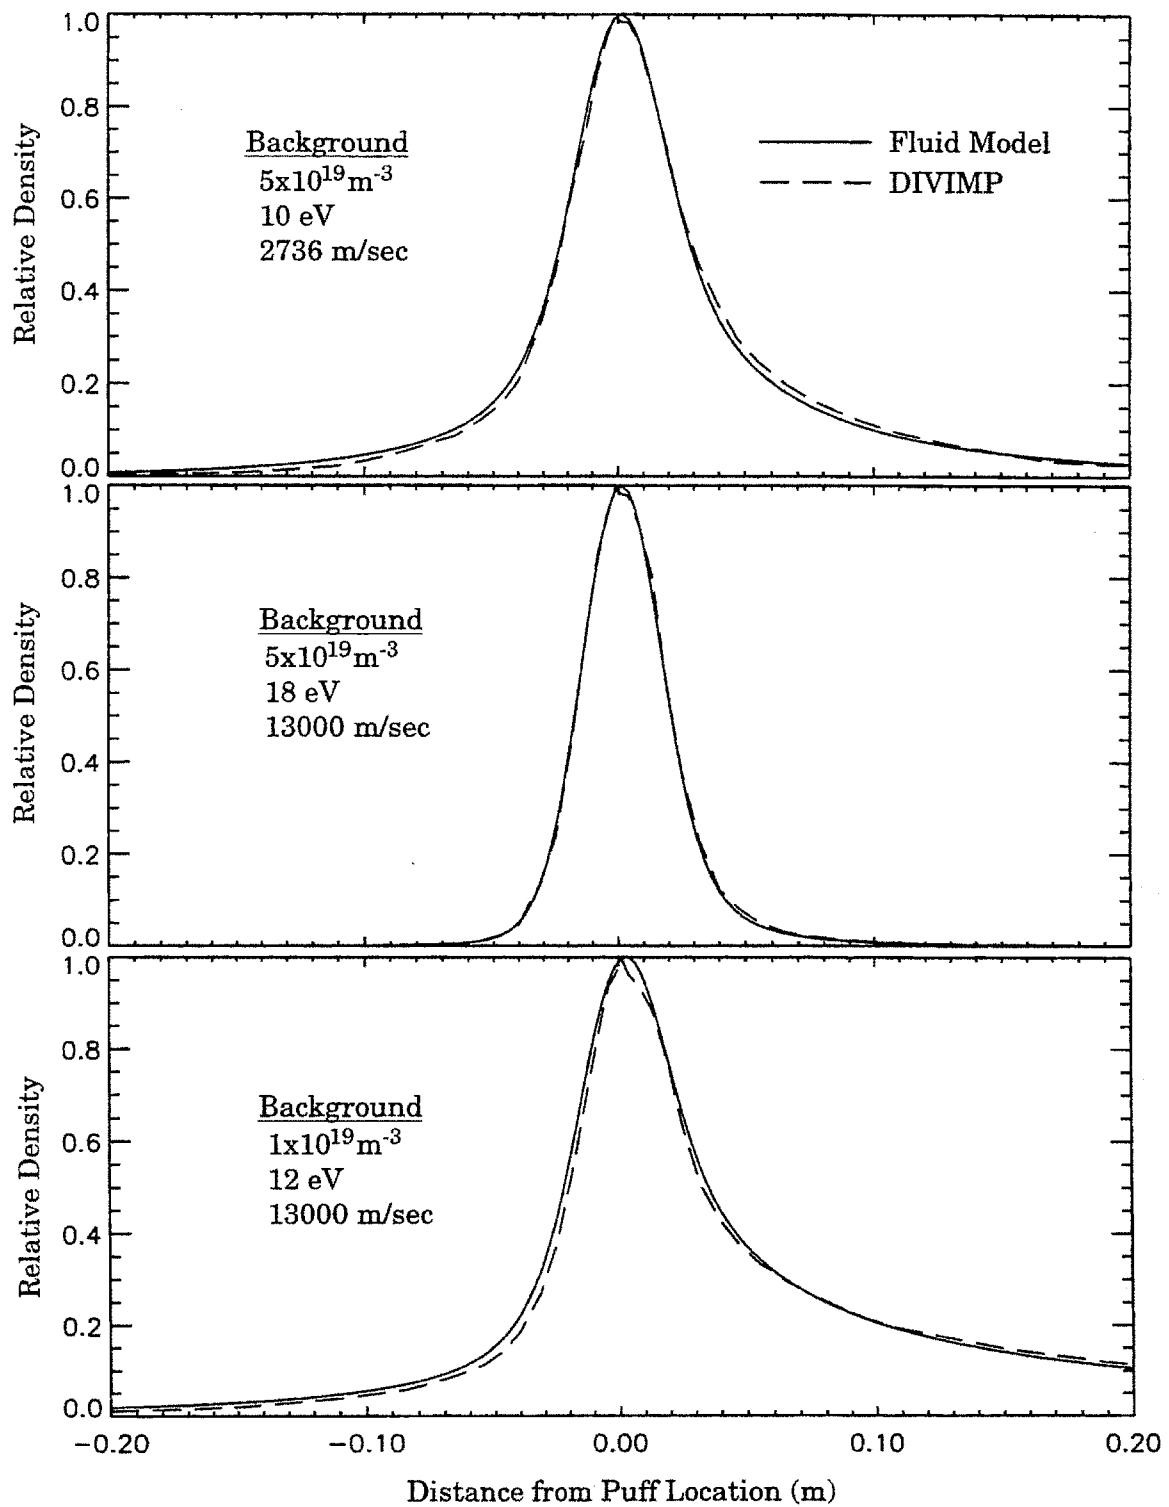 1.0
0.8
0.6
0.4
0.2
0.0
Relative Density
Background
5x10¹⁹m⁻³
10 eV
2736 m/sec
Fluid Model
DIVIMP
1.0
0.8
0.6
0.4
0.2
0.0
Relative Density
Background
5x10¹⁹m⁻³
18 eV
13000 m/sec
1.0
0.8
0.6
0.4
0.2
0.0
Relative Density
Background
1x10¹⁹m⁻³
12 eV
13000 m/sec
−0.20 −0.10 0.00 0.10 0.20
Distance from Puff Location (m)